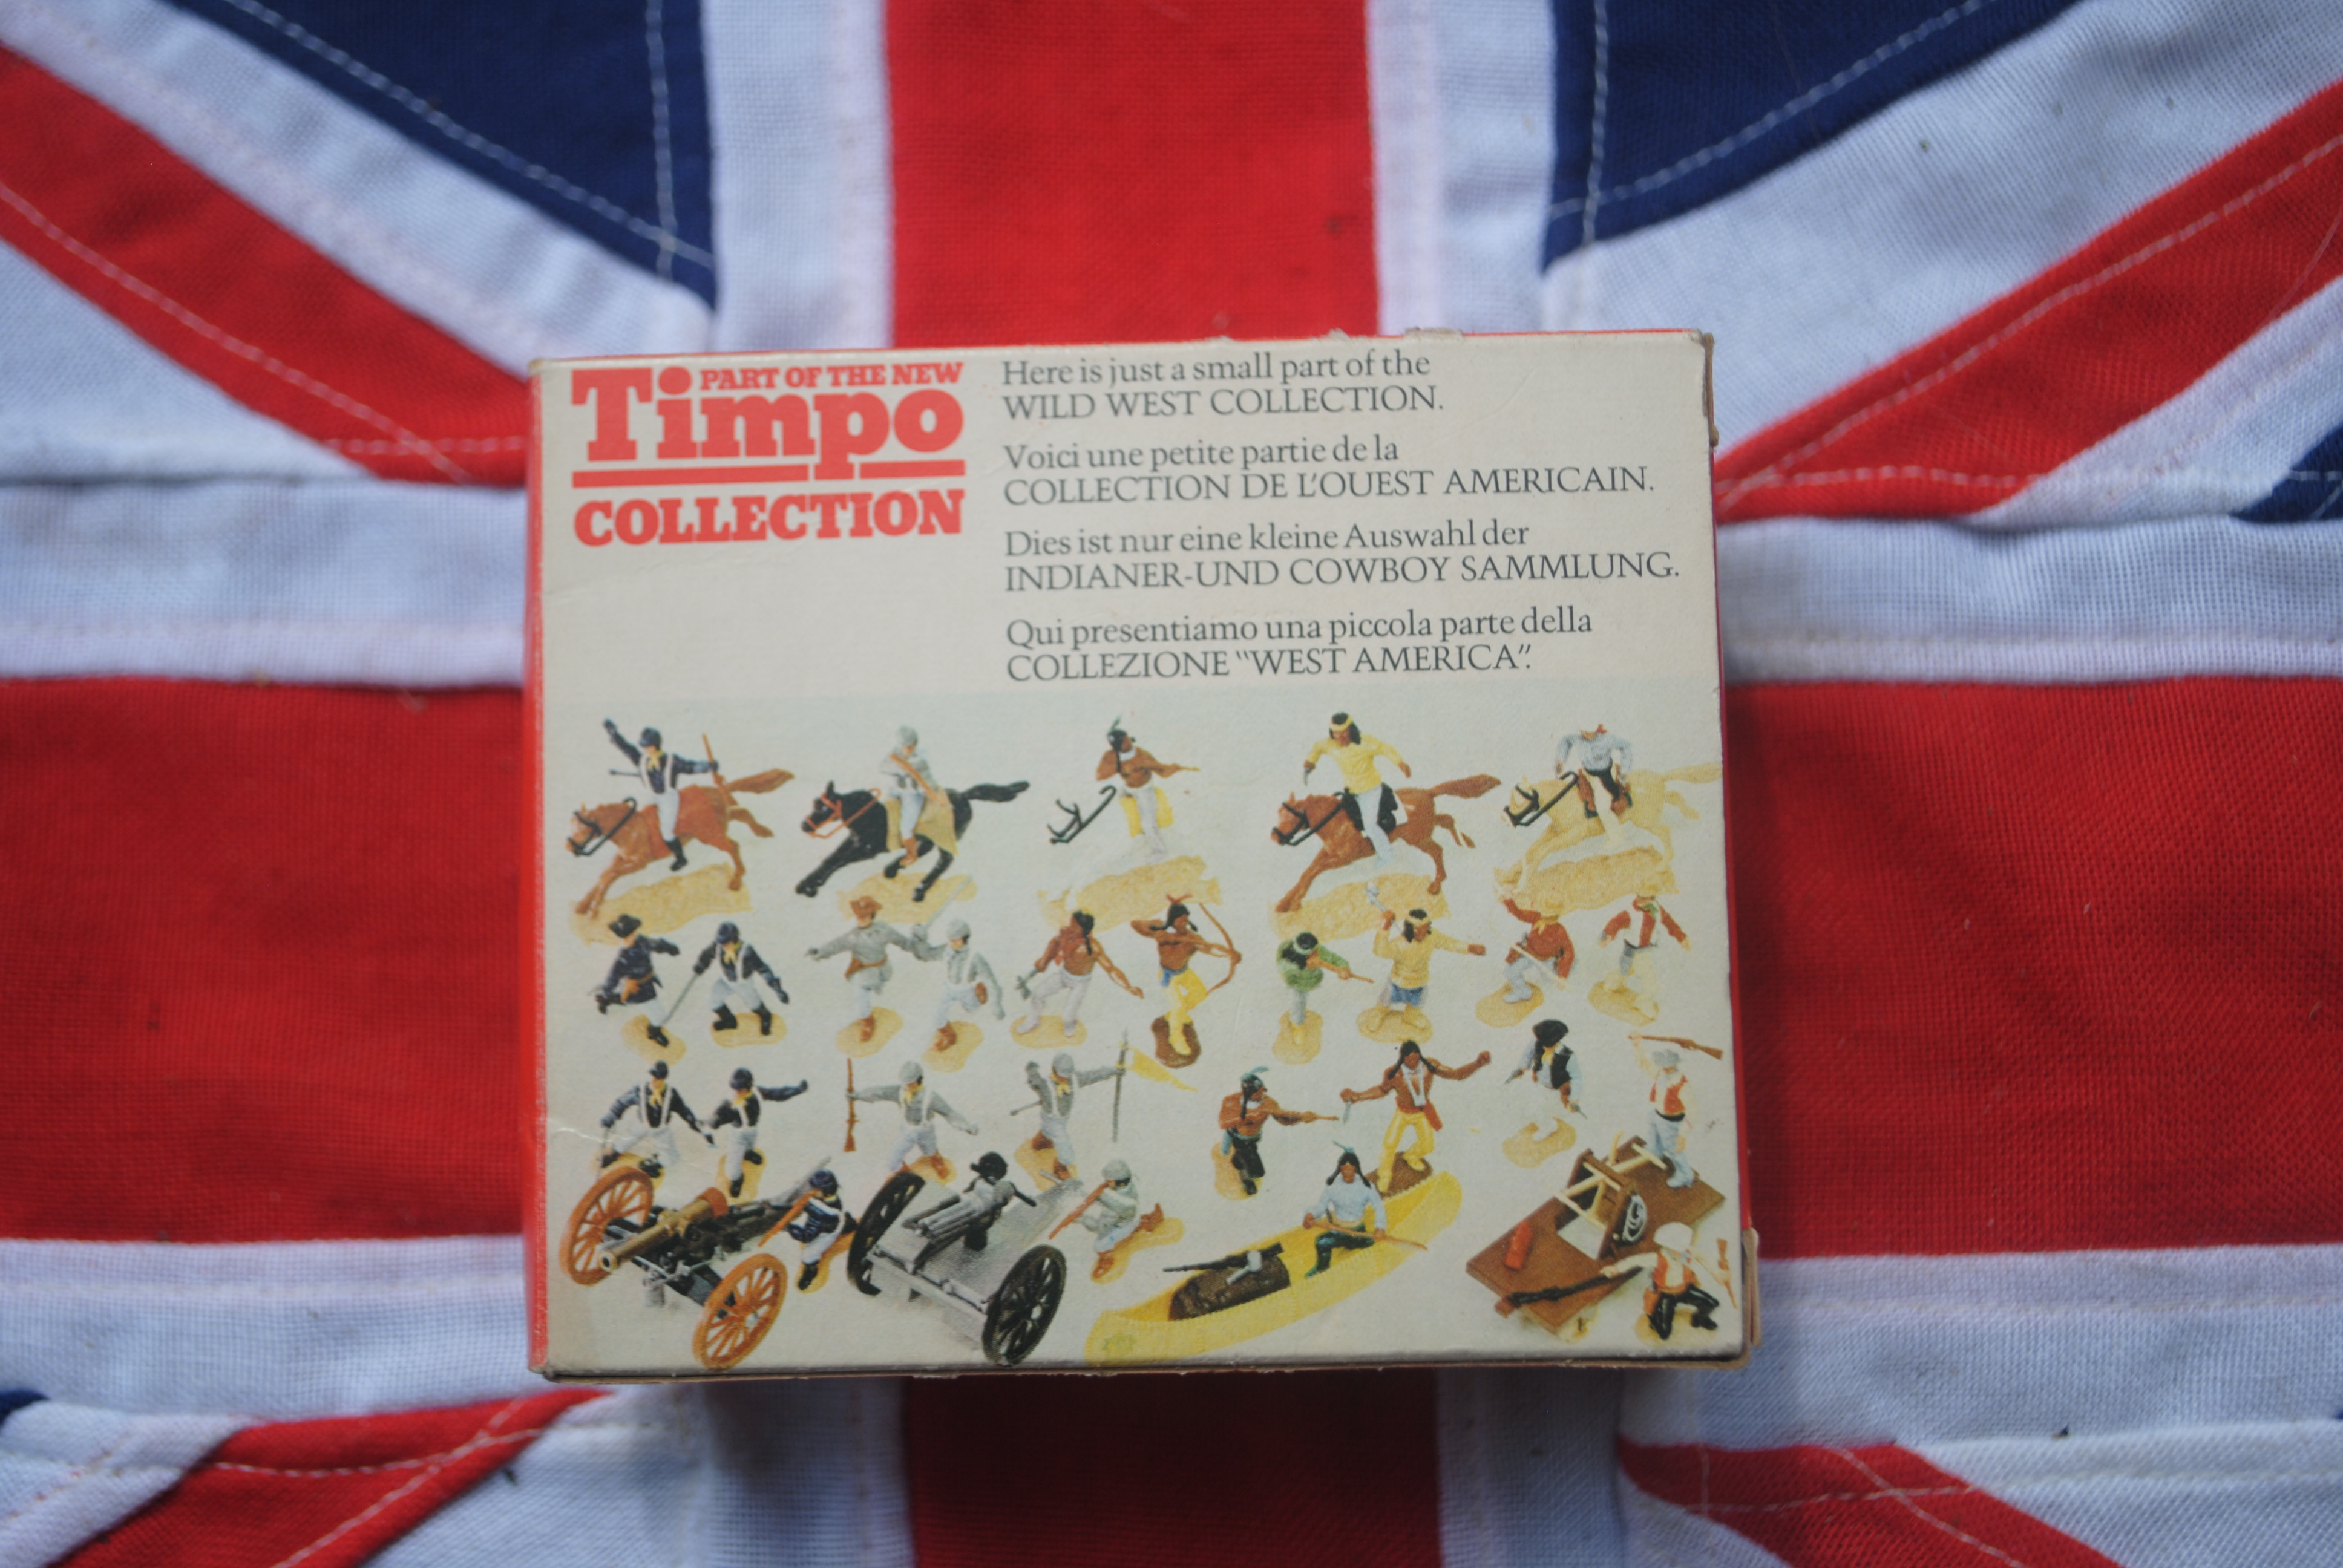 PART OF THE NEW
Timpo
COLLECTION
Here is just a small part of the
WILD WEST COLLECTION.
Voici une petite partie de la
COLLECTION DE L'OUEST AMERICAIN.
Dies ist nur eine kleine Auswahl der
INDIANER-UND COWBOY SAMMLUNG.
Qui presentiamo una piccola parte della
COLLEZIONE "WEST AMERICA".